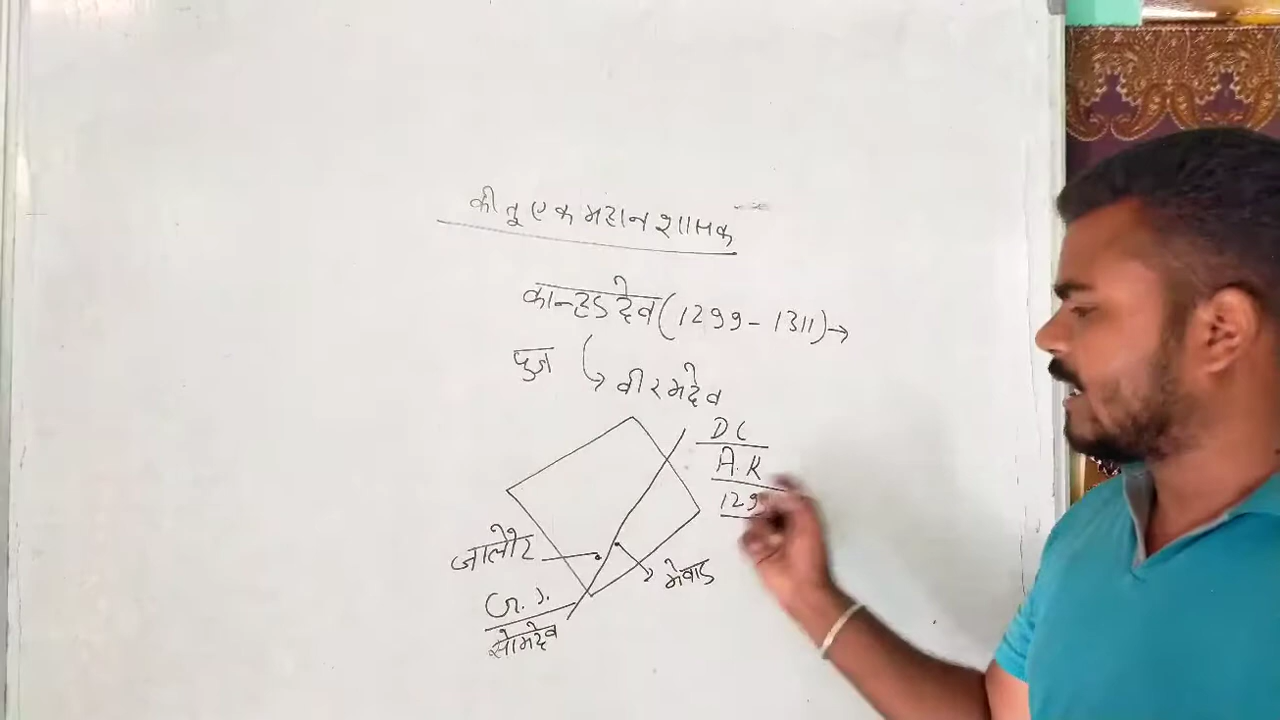 कीतू एक महान शासक
कान्हड देव (1299-1311)→
पुत्र
वीरमदेव
D C
A.K
129
जालोर
मेवाड
सोमदेव